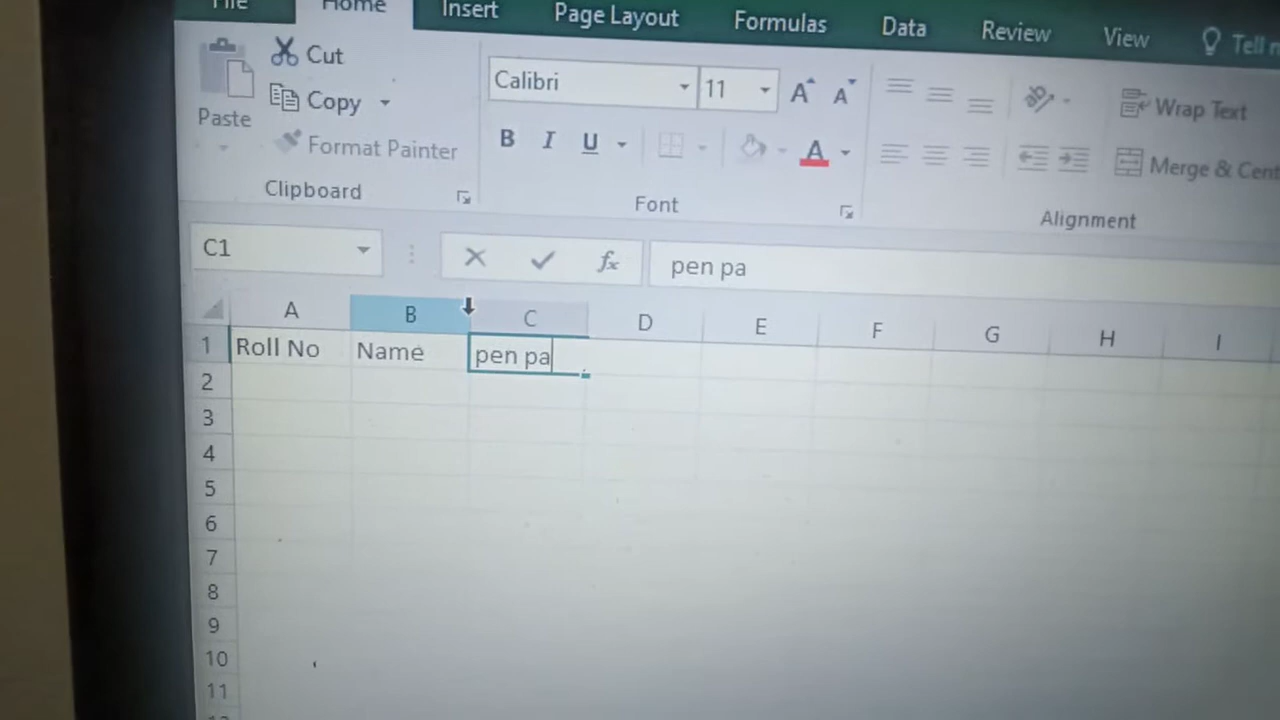 File Home Insert Page Layout Formulas Data Review View Tell
Cut
Copy
Format Painter
Paste
Clipboard
Calibri 11 A A
B I U A
Font
Wrap Text
Merge & Cent
Alignment
C1 fx pen pa
A B C D E F G H I
1 Roll No Name pen pa
2
3
4
5
6
7
8
9
10
11